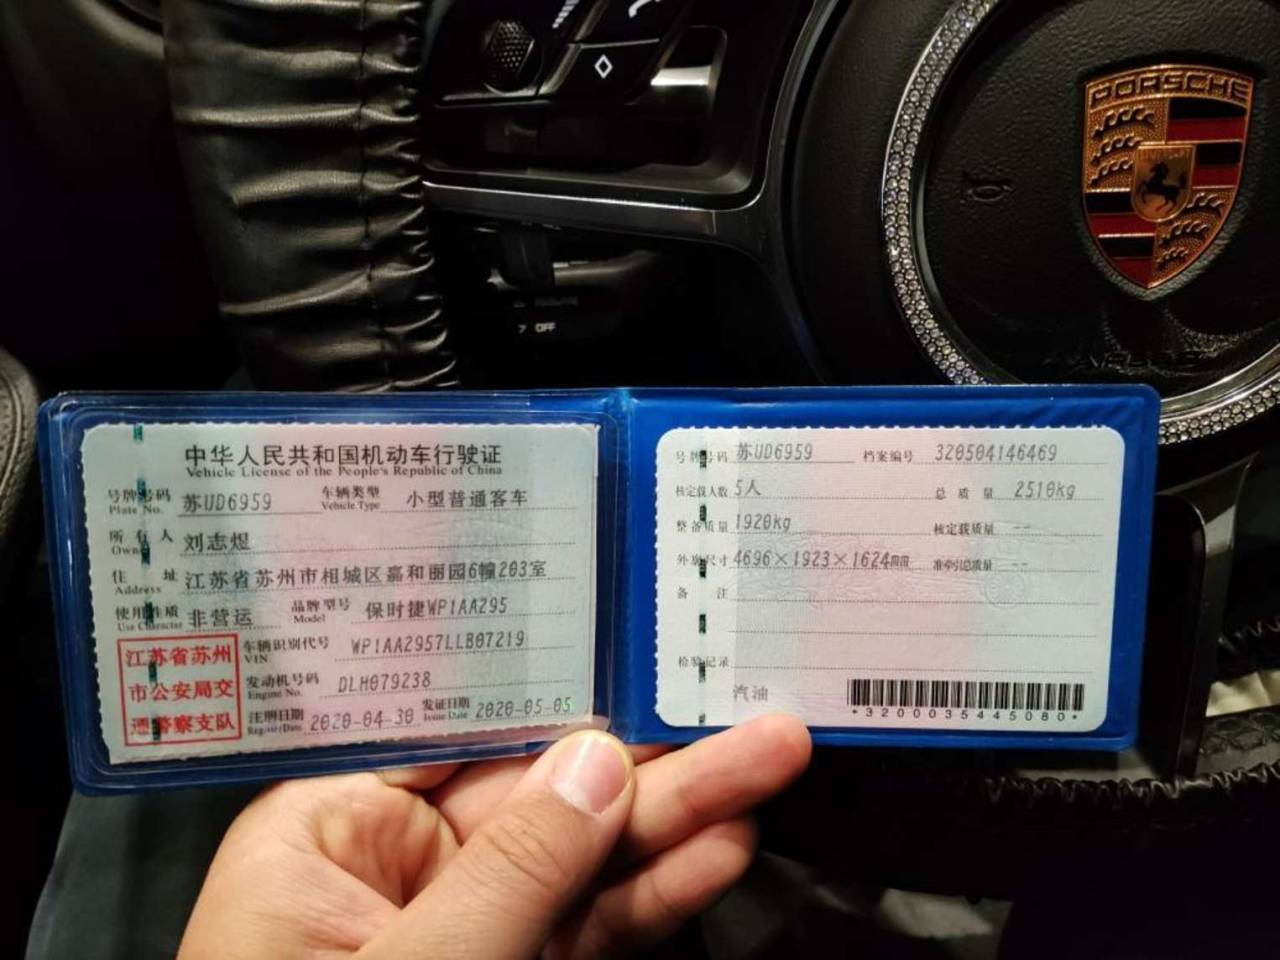 PORSCHE
OFF
中华人民共和国机动车行驶证
Vehicle License of the People's Republic of China
号牌号码 Plate No. 苏UD6959 车辆类型 Vehicle Type 小型普通客车
所有人 Owner 刘志煜
住址 Address 江苏省苏州市相城区嘉和丽园6幢203室
使用性质 Use Character 非营运 品牌型号 Model 保时捷WP1AA295
车辆识别代号 VIN WP1AA2957LLB07219
发动机号码 Engine No. DLH079238
注册日期 Register Date 2020-04-30 发证日期 Issue Date 2020-05-05
江苏省苏州
市公安局交
通警察支队
号牌号码 苏UD6959 档案编号 320504146469
核定载人数 5人 总质量 2510kg
整备质量 1920kg 核定载质量 --
外廓尺寸 4696×1923×1624mm 准牵引总质量 --
备注
检验记录
汽油
*3200035445080*